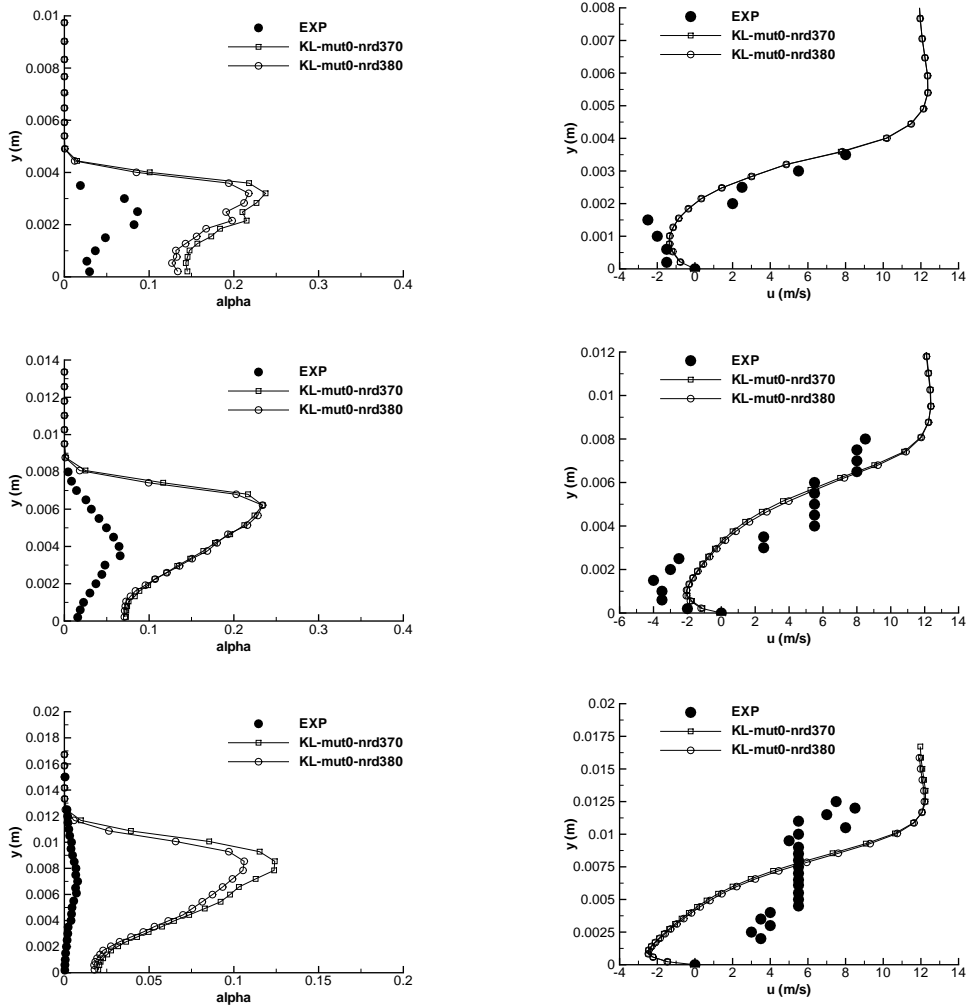 0.01
0.008
0.006
0.004
0.002
0
y (m)
0 0.1 0.2 0.3 0.4
alpha
EXP
KL-mut0-nrd370
KL-mut0-nrd380
0.008
0.007
0.006
0.005
0.004
0.003
0.002
0.001
0
y (m)
-4 -2 0 2 4 6 8 10 12 14
u (m/s)
EXP
KL-mut0-nrd370
KL-mut0-nrd380
0.014
0.012
0.01
0.008
0.006
0.004
0.002
0
y (m)
0 0.1 0.2 0.3 0.4
alpha
EXP
KL-mut0-nrd370
KL-mut0-nrd380
0.012
0.01
0.008
0.006
0.004
0.002
0
y (m)
-6 -4 -2 0 2 4 6 8 10 12 14
u (m/s)
EXP
KL-mut0-nrd370
KL-mut0-nrd380
0.02
0.018
0.016
0.014
0.012
0.01
0.008
0.006
0.004
0.002
0
y (m)
0 0.05 0.1 0.15 0.2
alpha
EXP
KL-mut0-nrd370
KL-mut0-nrd380
0.02
0.0175
0.015
0.0125
0.01
0.0075
0.005
0.0025
0
y (m)
-4 -2 0 2 4 6 8 10 12 14
u (m/s)
EXP
KL-mut0-nrd370
KL-mut0-nrd380